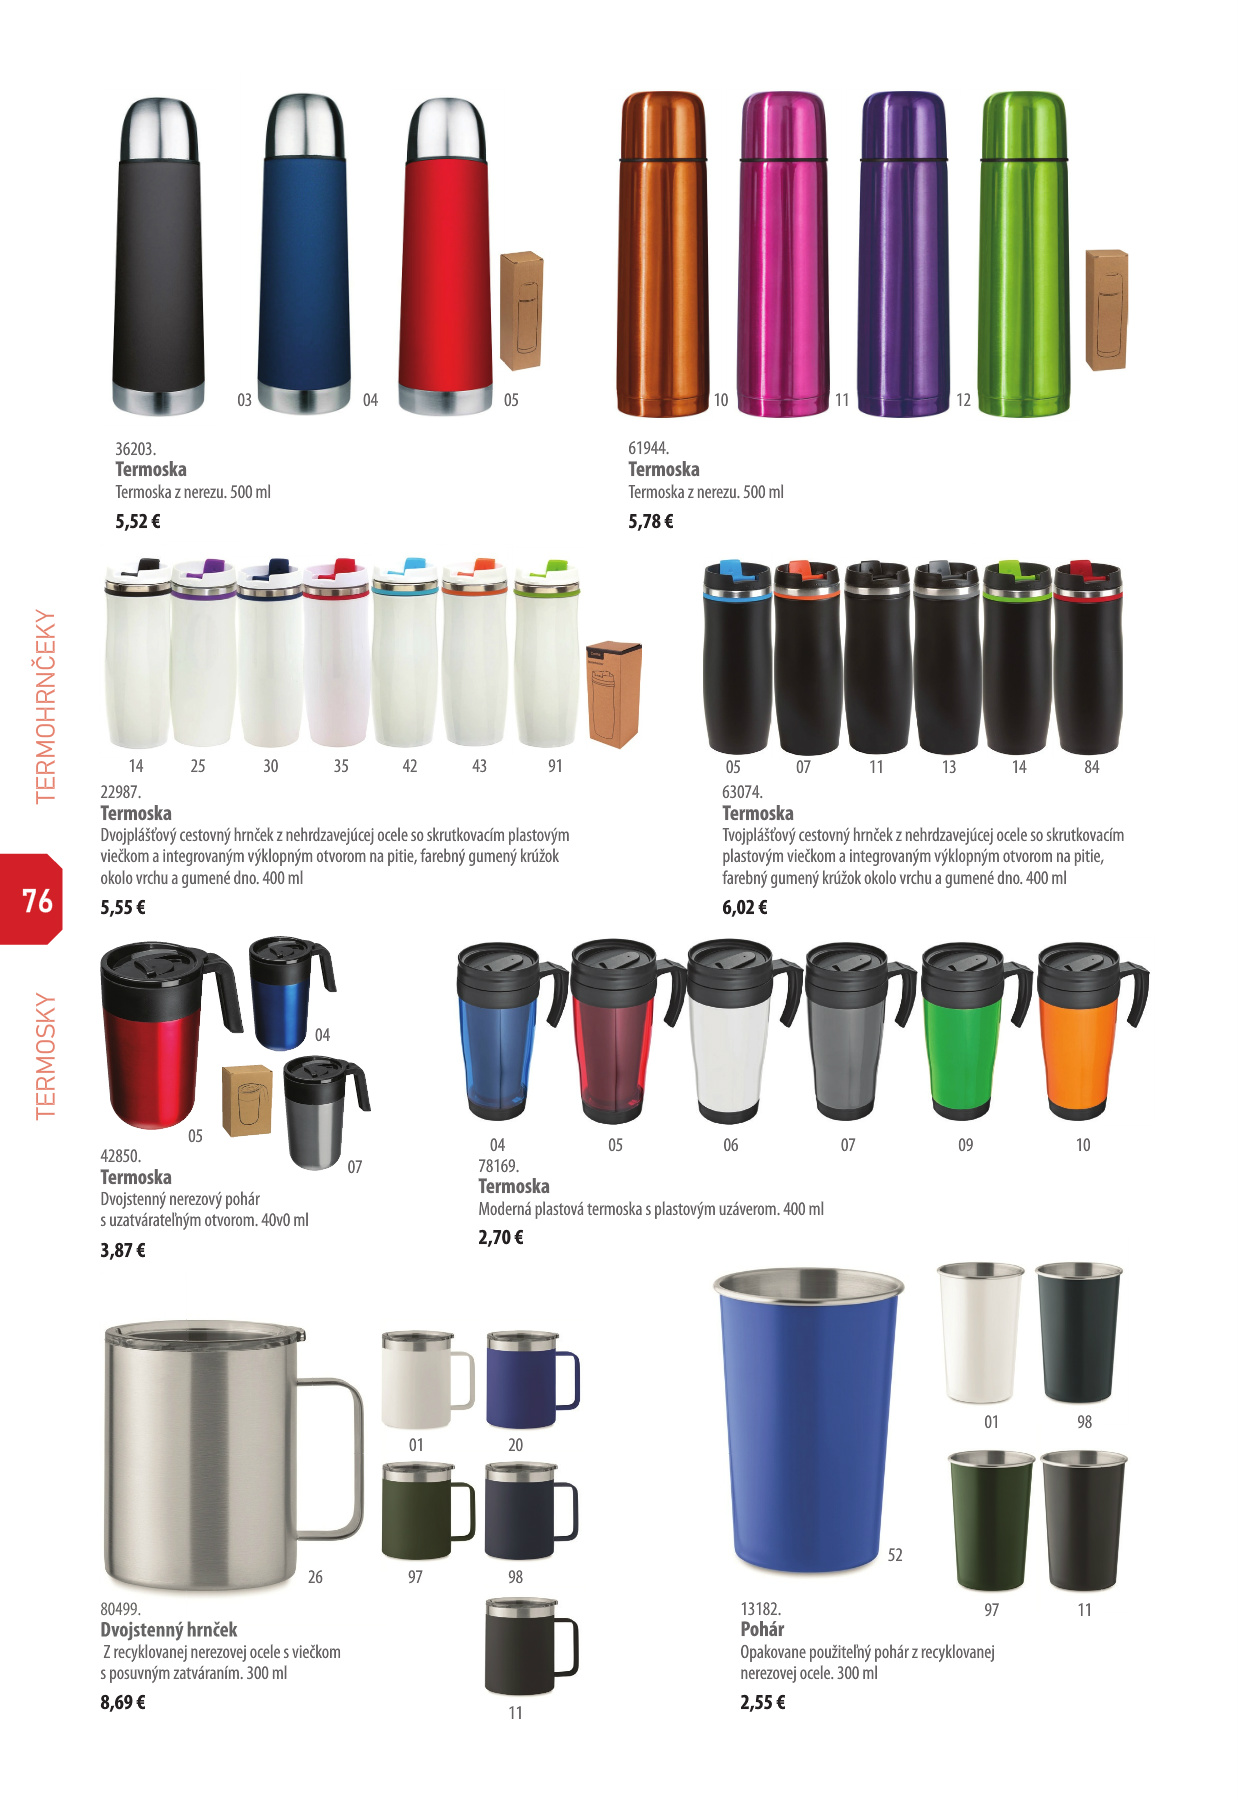 03
04
05
10
11
12
36203.
Termoska
Termoska z nerezu. 500 ml
5,52 €
61944.
Termoska
Termoska z nerezu. 500 ml
5,78 €
TERMOHRNČEKY
76
TERMOSKY
14
25
30
35
42
43
91
22987.
Termoska
Dvojplášťový cestovný hrnček z nehrdzavejúcej ocele so skrutkovacím plastovým
viečkom a integrovaným výklopným otvorom na pitie, farebný gumený krúžok
okolo vrchu a gumené dno. 400 ml
5,55 €
05
07
11
13
14
84
63074.
Termoska
Tvojplášťový cestovný hrnček z nehrdzavejúcej ocele so skrutkovacím
plastovým viečkom a integrovaným výklopným otvorom na pitie,
farebný gumený krúžok okolo vrchu a gumené dno. 400 ml
6,02 €
04
05
07
42850.
Termoska
Dvojstenný nerezový pohár
s uzatvárateľným otvorom. 40v0 ml
3,87 €
04
05
06
07
09
10
78169.
Termoska
Moderná plastová termoska s plastovým uzáverom. 400 ml
2,70 €
01
20
97
98
26
11
80499.
Dvojstenný hrnček
Z recyklovanej nerezovej ocele s viečkom
s posuvným zatváraním. 300 ml
8,69 €
01
98
52
97
11
13182.
Pohár
Opakovane použiteľný pohár z recyklovanej
nerezovej ocele. 300 ml
2,55 €